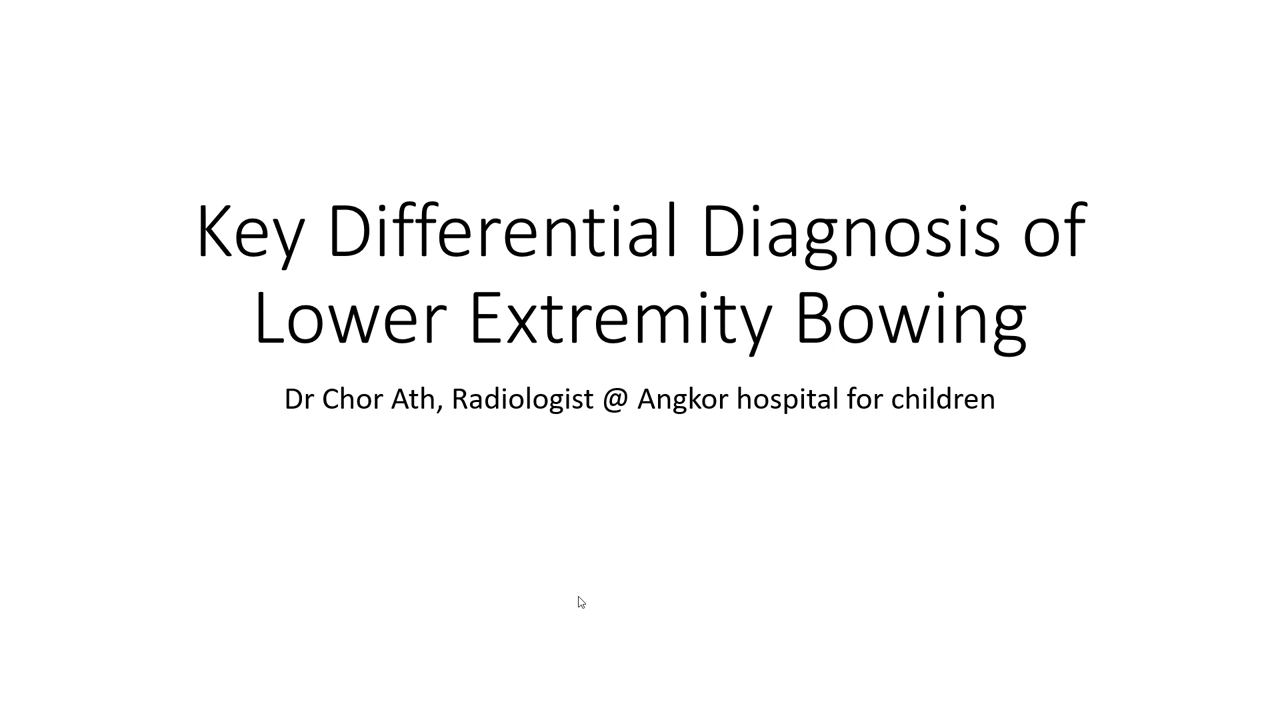 Key Differential Diagnosis of
Lower Extremity Bowing
Dr Chor Ath, Radiologist @ Angkor hospital for children